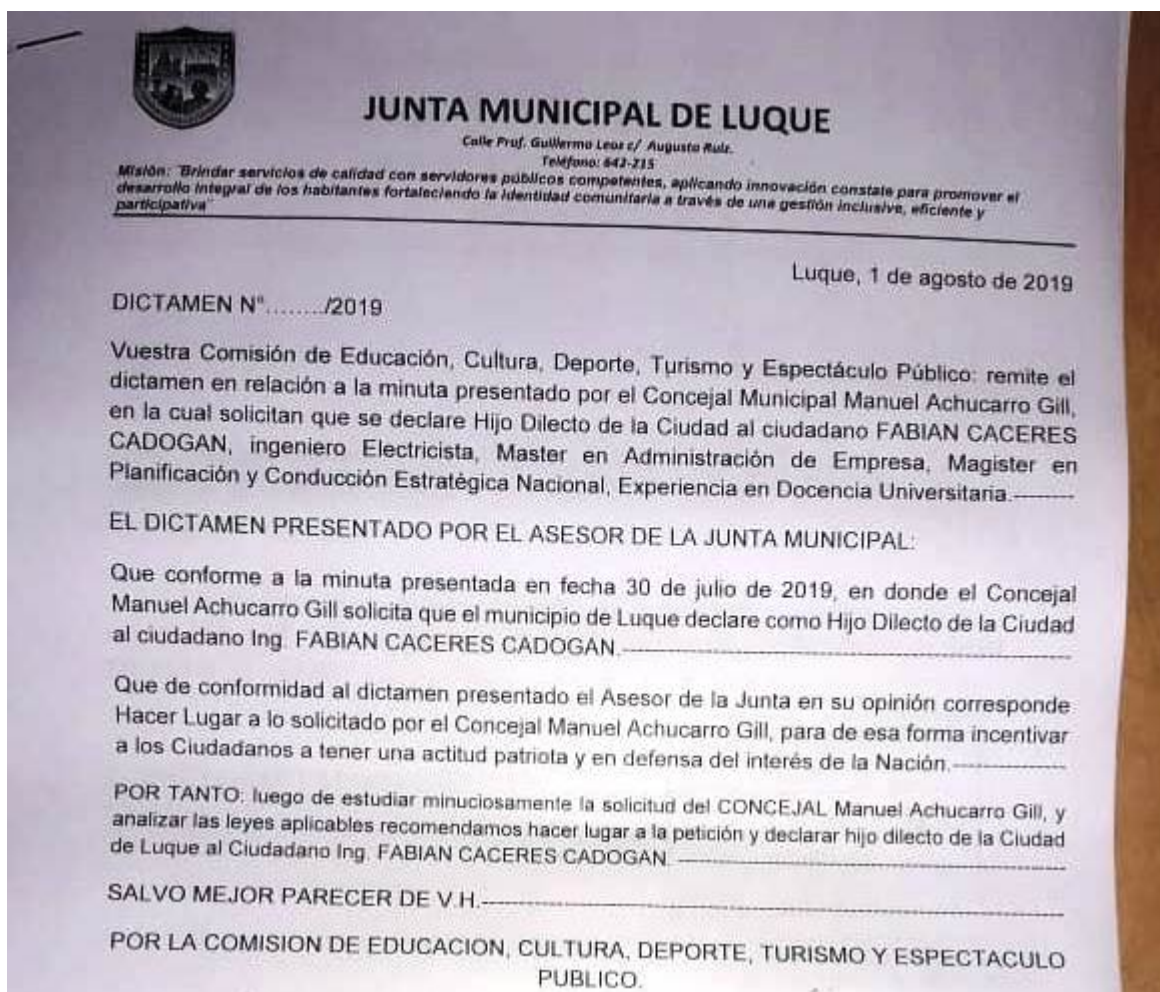 JUNTA MUNICIPAL DE LUQUE
Calle Prof. Guillermo Leoz c/ Augusto Ruiz.
Teléfono: 642-215
Misión: "Brindar servicios de calidad con servidores públicos competentes, aplicando innovación constate para promover el
desarrollo integral de los habitantes fortaleciendo la identidad comunitaria a través de una gestión inclusive, eficiente y
participativa"
Luque, 1 de agosto de 2019
DICTAMEN N°......../2019
Vuestra Comisión de Educación, Cultura, Deporte, Turismo y Espectáculo Público: remite el
dictamen en relación a la minuta presentado por el Concejal Municipal Manuel Achucarro Gill,
en la cual solicitan que se declare Hijo Dilecto de la Ciudad al ciudadano FABIAN CACERES
CADOGAN, ingeniero Electricista, Master en Administración de Empresa, Magister en
Planificación y Conducción Estratégica Nacional, Experiencia en Docencia Universitaria.---------
EL DICTAMEN PRESENTADO POR EL ASESOR DE LA JUNTA MUNICIPAL:
Que conforme a la minuta presentada en fecha 30 de julio de 2019, en donde el Concejal
Manuel Achucarro Gill solicita que el municipio de Luque declare como Hijo Dilecto de la Ciudad
al ciudadano Ing. FABIAN CACERES CADOGAN.------------------------------------------------------------
Que de conformidad al dictamen presentado el Asesor de la Junta en su opinión corresponde
Hacer Lugar a lo solicitado por el Concejal Manuel Achucarro Gill, para de esa forma incentivar
a los Ciudadanos a tener una actitud patriota y en defensa del interés de la Nación.----------------
POR TANTO: luego de estudiar minuciosamente la solicitud del CONCEJAL Manuel Achucarro Gill, y
analizar las leyes aplicables recomendamos hacer lugar a la petición y declarar hijo dilecto de la Ciudad
de Luque al Ciudadano Ing. FABIAN CACERES CADOGAN. ----------------------------------------------------
SALVO MEJOR PARECER DE V.H.-------------------------------------------------------------------------------
POR LA COMISION DE EDUCACION, CULTURA, DEPORTE, TURISMO Y ESPECTACULO
PUBLICO.